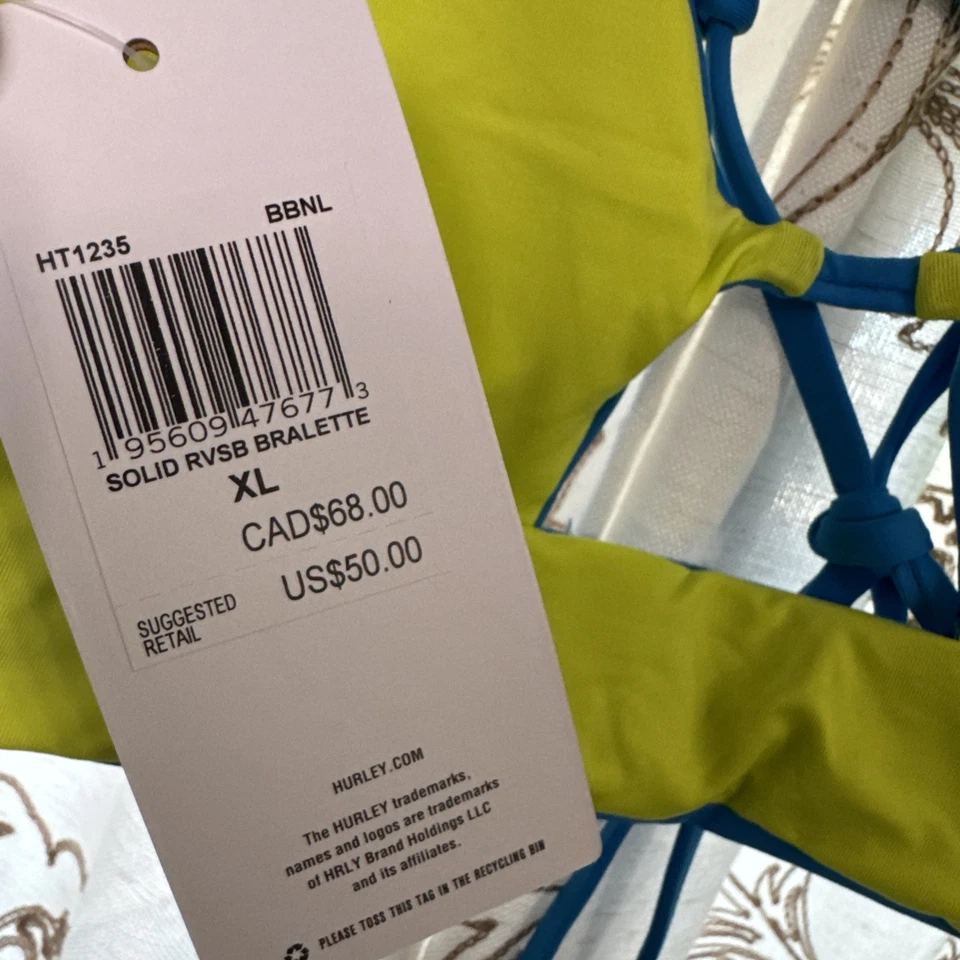 HT1235 BBNL
1 95609 47677 3
SOLID RVSB BRALETTE
XL
CAD$68.00
US$50.00
SUGGESTED
RETAIL
HURLEY.COM
The HURLEY trademarks,
names and logos are trademarks
of HRLY Brand Holdings LLC
and its affiliates.
PLEASE TOSS THIS TAG IN THE RECYCLING BIN